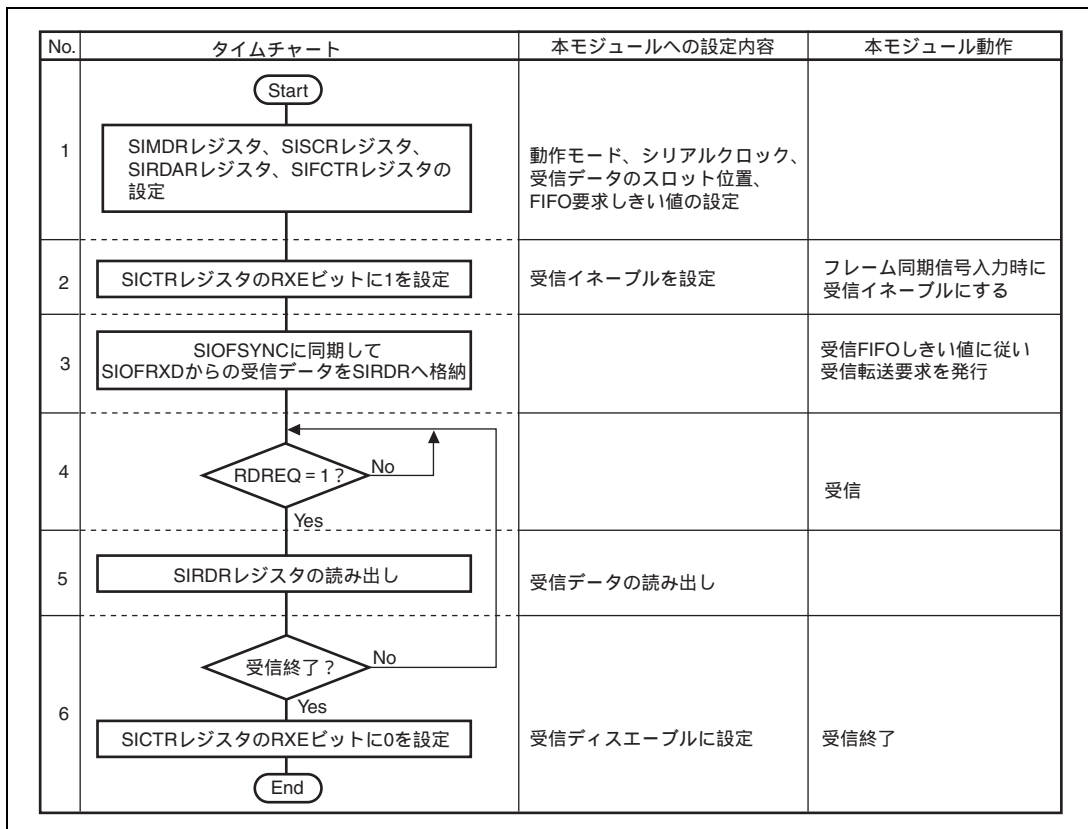 No.
タイムチャート
本モジュールへの設定内容
本モジュール動作
Start
1
SIMDRレジスタ、SISCRレジスタ、
SIRDARレジスタ、SIFCTRレジスタの
設定
動作モード、シリアルクロック、
受信データのスロット位置、
FIFO要求しきい値の設定
2
SICTRレジスタのRXEビットに1を設定
受信イネーブルを設定
フレーム同期信号入力時に
受信イネーブルにする
3
SIOFSYNCに同期して
SIOFRXDからの受信データをSIRDRへ格納
受信FIFOしきい値に従い
受信転送要求を発行
4
RDREQ = 1 ?
No
Yes
受信
5
SIRDRレジスタの読み出し
受信データの読み出し
6
受信終了?
No
Yes
SICTRレジスタのRXEビットに0を設定
受信ディスエーブルに設定
受信終了
End